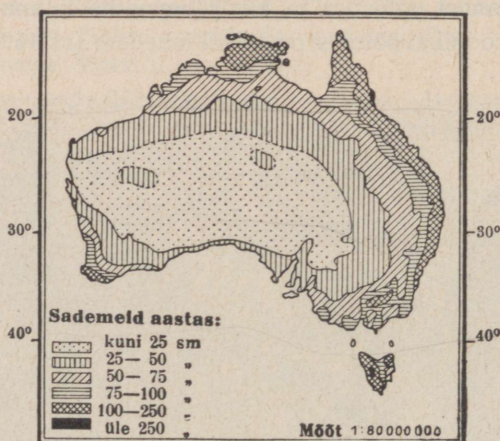 20° 20°
30° 30°
40° 40°
Sademeid aastas:
kuni 25 sm
25—50 „
50—75 „
75—100 „
100—250 „
üle 250 „
Mõõt 1:80000000